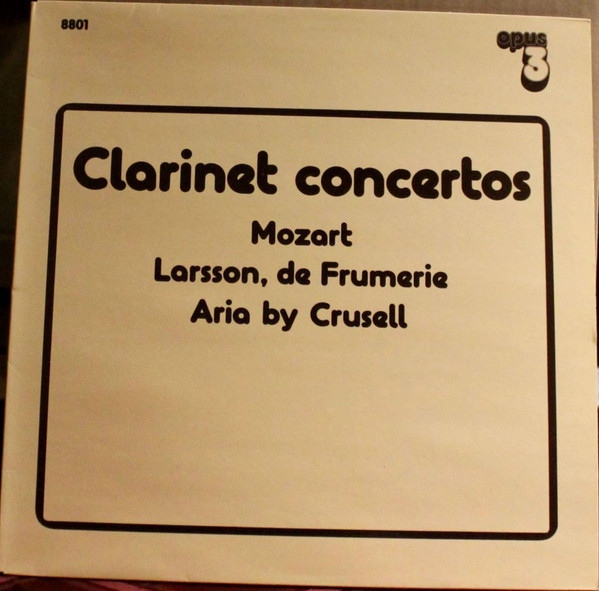 8801
opus
3
Clarinet concertos
Mozart
Larsson, de Frumerie
Aria by Crusell